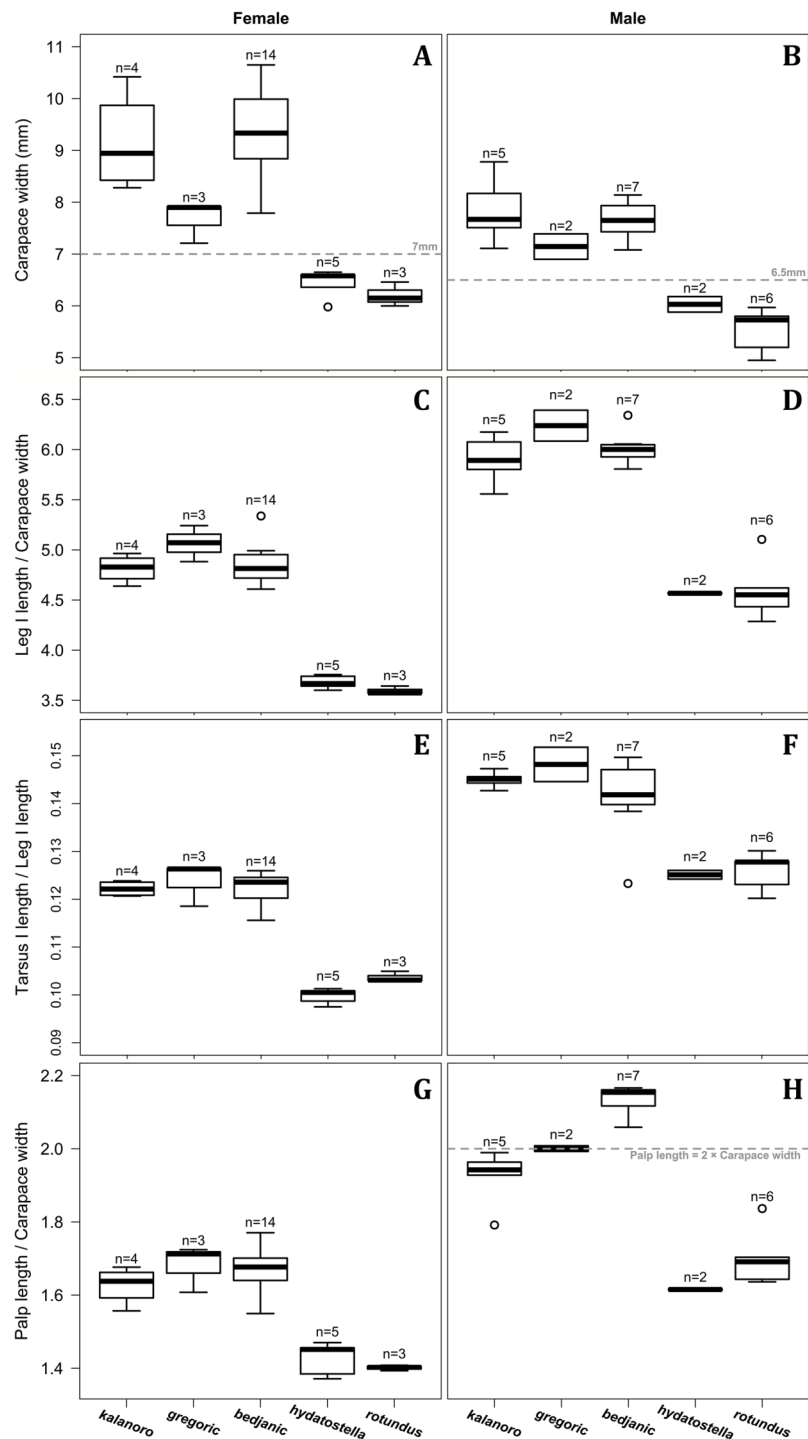 Female
Male
Carapace width (mm)
11
10
9
8
7
6
5
A
n=4
n=3
n=14
7mm
n=5
n=3
B
n=5
n=2
n=7
6.5mm
n=2
n=6
Leg I length / Carapace width
6.5
6.0
5.5
5.0
4.5
4.0
3.5
C
n=4
n=3
n=14
n=5
n=3
D
n=5
n=2
n=7
n=2
n=6
Tarsus I length / Leg I length
0.15
0.14
0.13
0.12
0.11
0.10
0.09
E
n=4
n=3
n=14
n=5
n=3
F
n=5
n=2
n=7
n=2
n=6
Palp length / Carapace width
2.2
2.0
1.8
1.6
1.4
G
n=4
n=3
n=14
n=5
n=3
H
n=5
n=2
n=7
Palp length = 2 × Carapace width
n=2
n=6
kalanoro
gregoric
bedjanic
hydatostella
rotundus
kalanoro
gregoric
bedjanic
hydatostella
rotundus